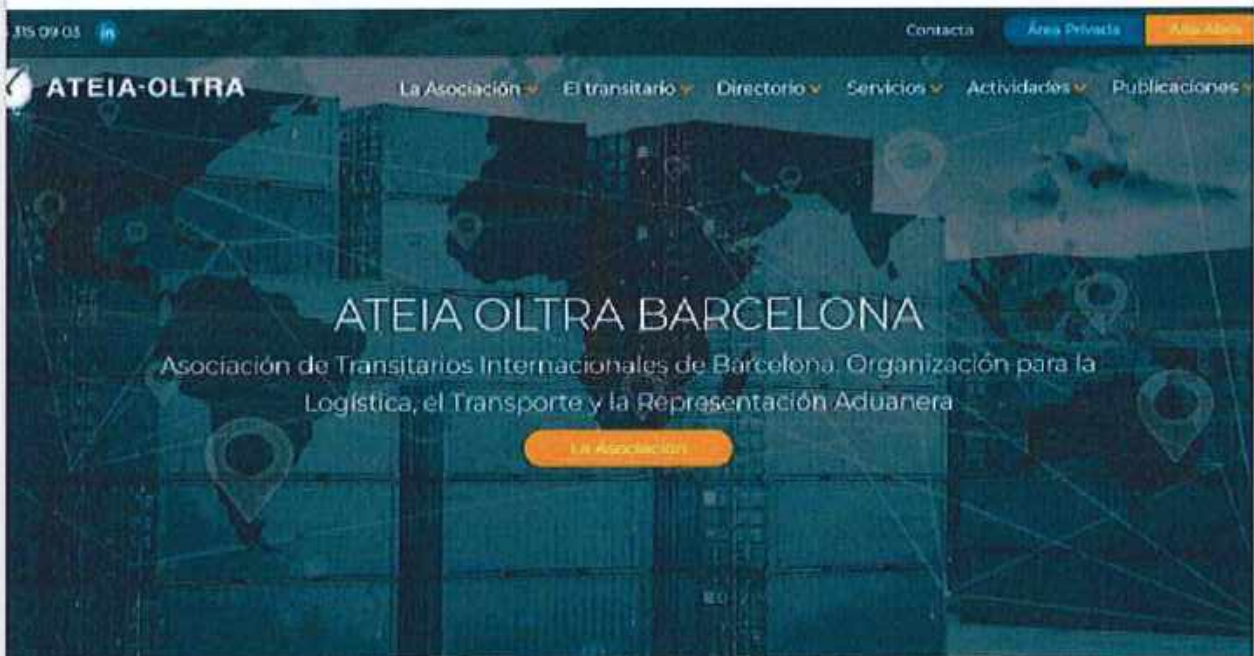 315 09 03 in
Contacta Área Privada
ATEIA-OLTRA
La Asociación El transitario Directorio Servicios Actividades Publicaciones
ATEIA OLTRA BARCELONA
Asociación de Transitarios Internacionales de Barcelona. Organización para la
Logística, el Transporte y la Representación Aduanera
La Asociación